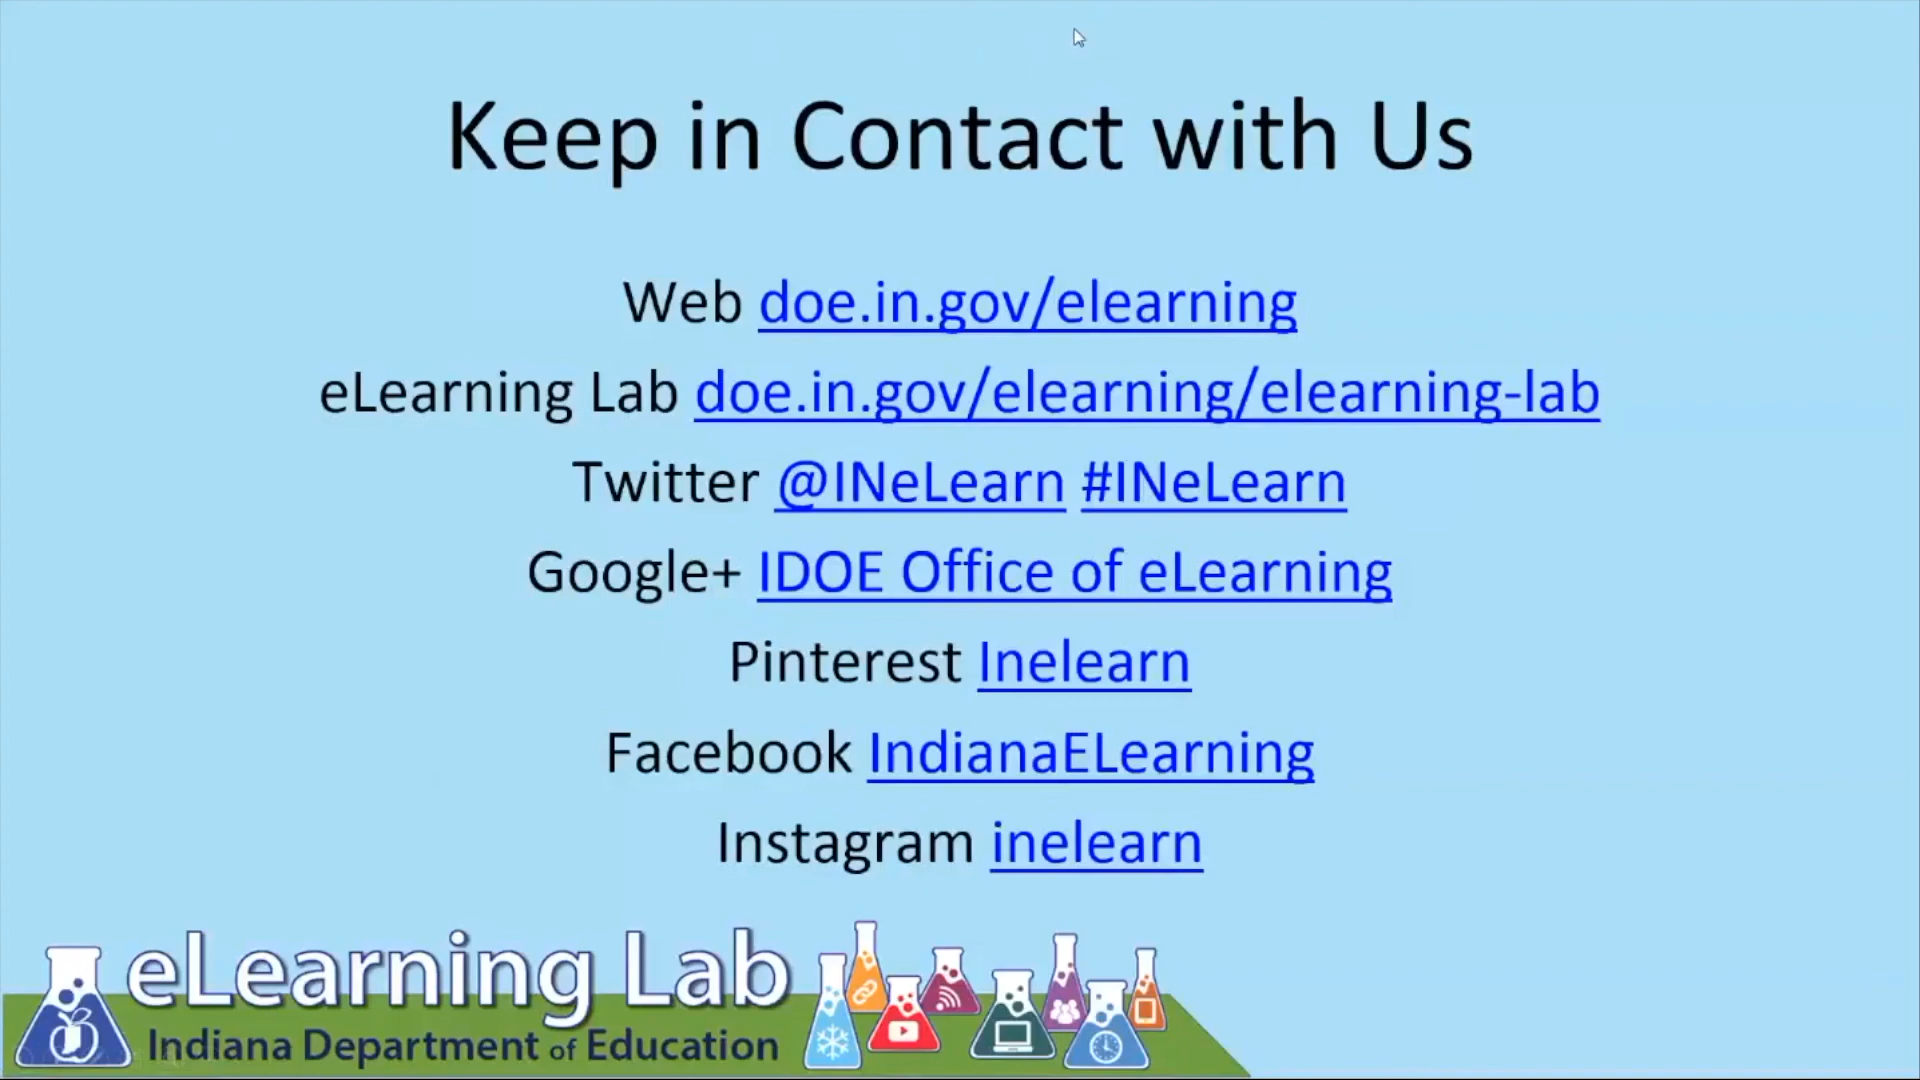 Keep in Contact with Us
Web doe.in.gov/elearning
eLearning Lab doe.in.gov/elearning/elearning-lab
Twitter @INeLearn #INeLearn
Google+ IDOE Office of eLearning
Pinterest Inelearn
Facebook IndianaELearning
Instagram inelearn
eLearning Lab
Indiana Department of Education